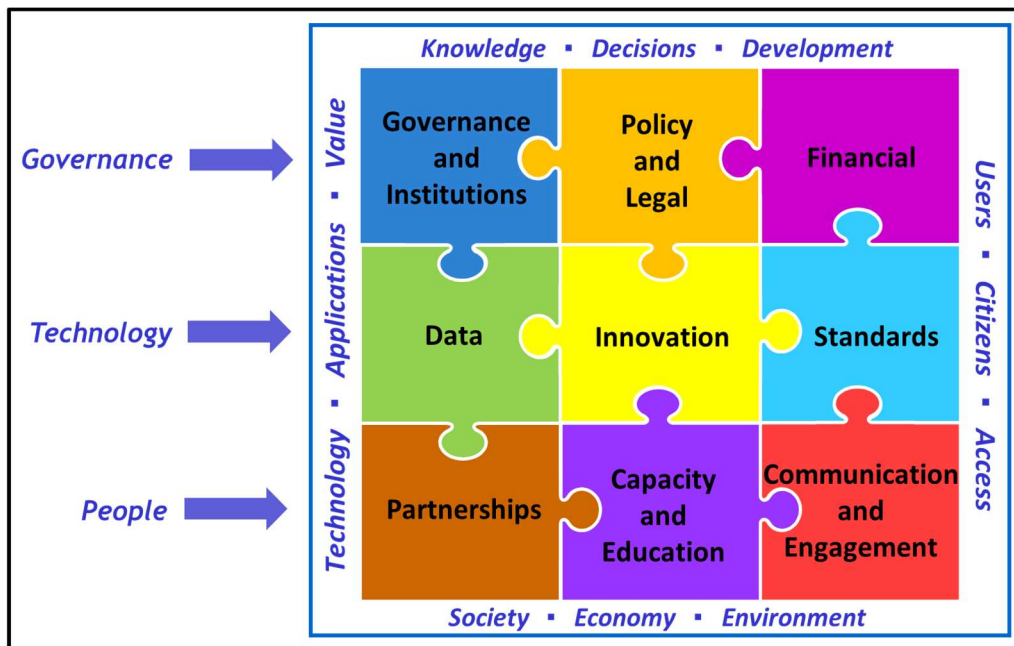 Knowledge ▪ Decisions ▪ Development
Governance
Technology
People
Technology ▪ Applications ▪ Value
Governance
and
Institutions
Policy
and
Legal
Financial
Data
Innovation
Standards
Partnerships
Capacity
and
Education
Communication
and
Engagement
Users ▪ Citizens ▪ Access
Society ▪ Economy ▪ Environment